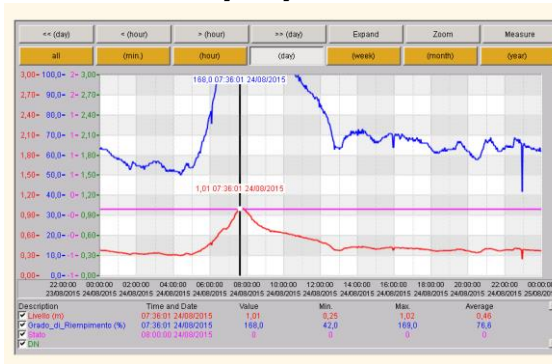 << (day) < (hour) > (hour) >> (day) Expand Zoom Measure
all (min.) (hour) (day) (week) (month) (year)
168,0 07:36:01 24/08/2015
1,01 07:36:01 24/08/2015
3,00 100,0 2 3,00
2,70 90,0 2 2,70
2,40 80,0 2 2,40
2,10 70,0 1 2,10
1,80 60,0 1 1,80
1,50 50,0 1 1,50
1,20 40,0 0 1,20
0,90 30,0 0 0,90
0,60 20,0 0 0,60
0,30 10,0 1 0,30
0,00 0,0 1 0,00
22:00:00 00:00:00 02:00:00 04:00:00 06:00:00 08:00:00 10:00:00 12:00:00 14:00:00 16:00:00 18:00:00 20:00:00 22:00:00 00:00:0
23/08/2015 24/08/2015 24/08/2015 24/08/2015 24/08/2015 24/08/2015 24/08/2015 24/08/2015 24/08/2015 24/08/2015 24/08/2015 24/08/2015 24/08/2015 25/08/20
Description Time and Date Value Min. Max. Average
Livello (m) 07:36:01 24/08/2015 1,01 0,25 1,02 0,46
Grado_di_Riempimento (%) 07:36:01 24/08/2015 168,0 42,0 169,0 76,6
Stato 08:00:00 24/08/2015 0 0 0 0
DN